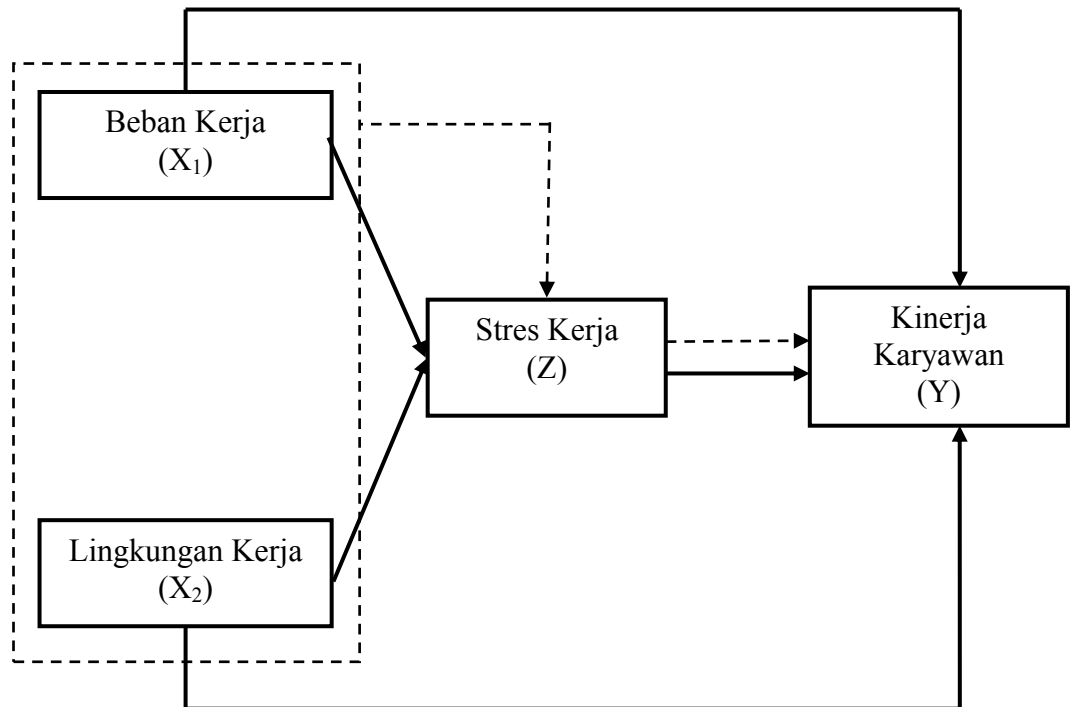 Beban Kerja
(X₁)
Stres Kerja
(Z)
Kinerja
Karyawan
(Y)
Lingkungan Kerja
(X₂)